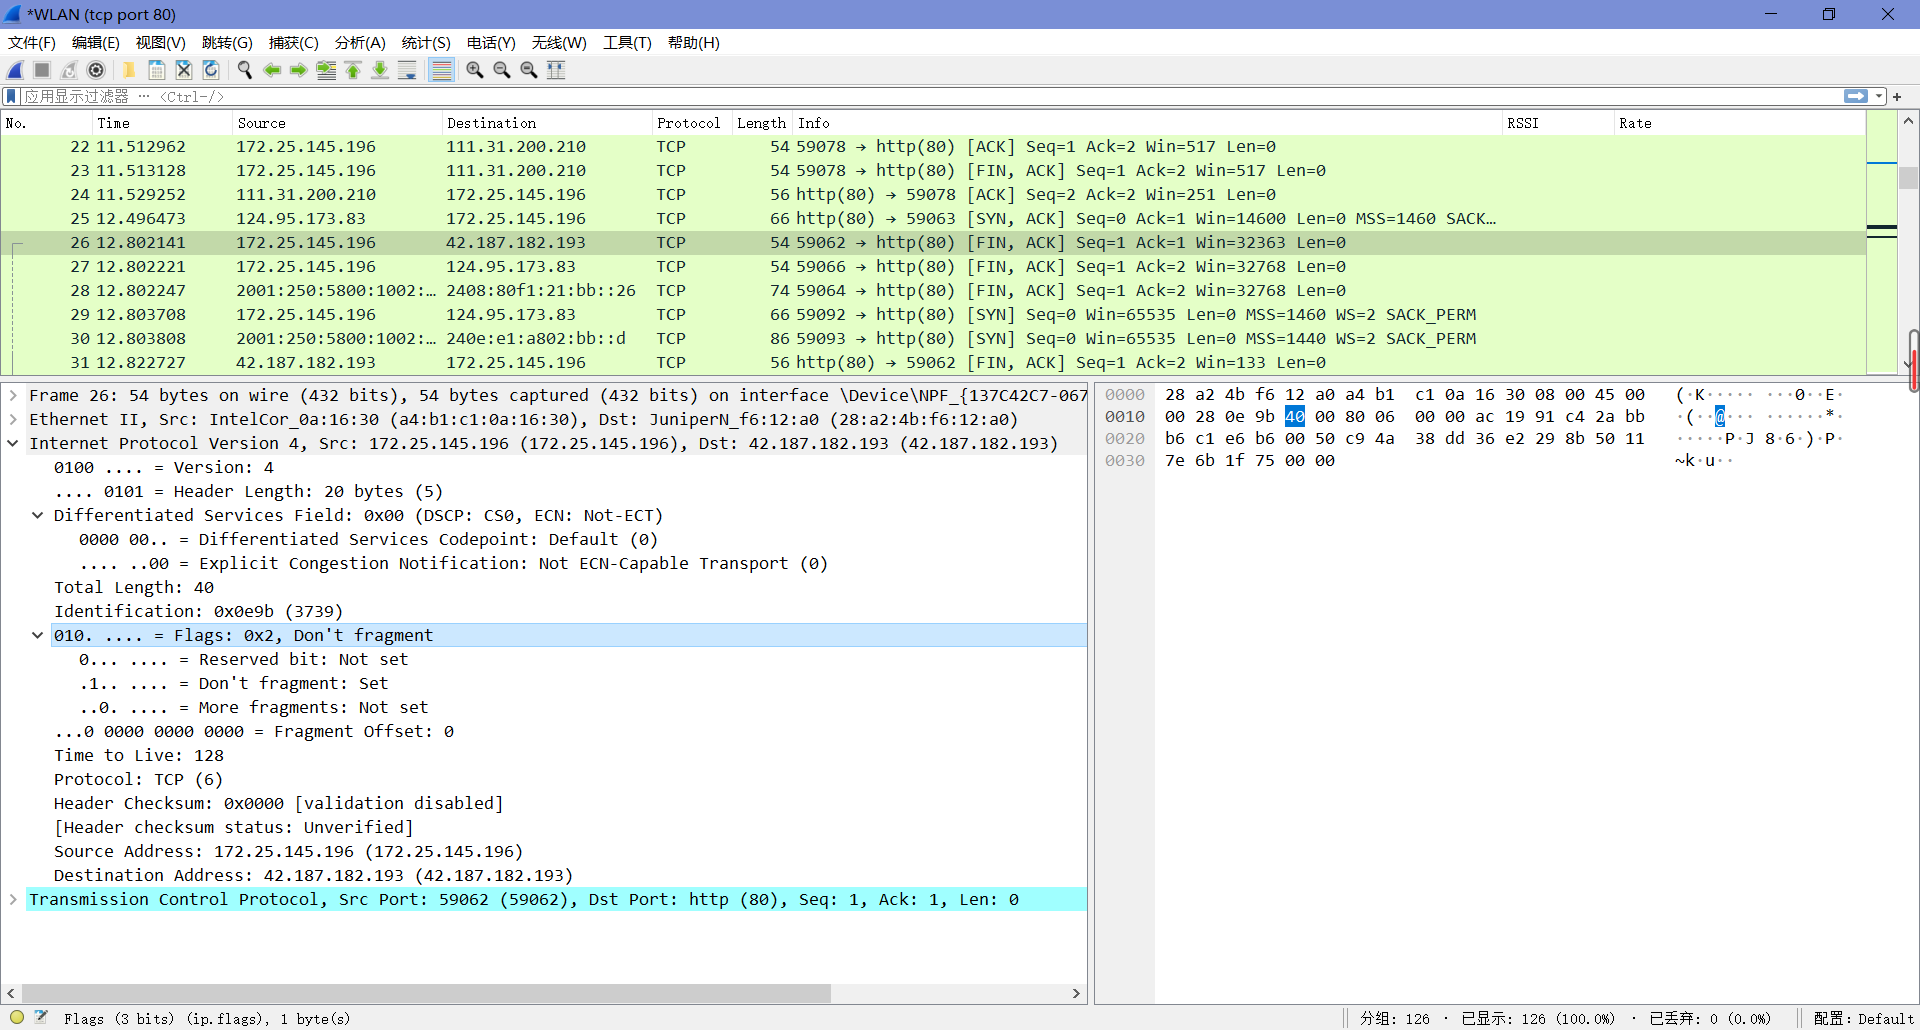 *WLAN (tcp port 80)
文件(F) 编辑(E) 视图(V) 跳转(G) 捕获(C) 分析(A) 统计(S) 电话(Y) 无线(W) 工具(T) 帮助(H)
应用显示过滤器 … <Ctrl-/>
No. Time Source Destination Protocol Length Info RSSI Rate
22 11.512962 172.25.145.196 111.31.200.210 TCP 54 59078 → http(80) [ACK] Seq=1 Ack=2 Win=517 Len=0
23 11.513128 172.25.145.196 111.31.200.210 TCP 54 59078 → http(80) [FIN, ACK] Seq=1 Ack=2 Win=517 Len=0
24 11.529252 111.31.200.210 172.25.145.196 TCP 56 http(80) → 59078 [ACK] Seq=2 Ack=2 Win=251 Len=0
25 12.496473 124.95.173.83 172.25.145.196 TCP 66 http(80) → 59063 [SYN, ACK] Seq=0 Ack=1 Win=14600 Len=0 MSS=1460 SACK…
26 12.802141 172.25.145.196 42.187.182.193 TCP 54 59062 → http(80) [FIN, ACK] Seq=1 Ack=1 Win=32363 Len=0
27 12.802221 172.25.145.196 124.95.173.83 TCP 54 59066 → http(80) [FIN, ACK] Seq=1 Ack=2 Win=32768 Len=0
28 12.802247 2001:250:5800:1002:… 2408:80f1:21:bb::26 TCP 74 59064 → http(80) [FIN, ACK] Seq=1 Ack=2 Win=32768 Len=0
29 12.803708 172.25.145.196 124.95.173.83 TCP 66 59092 → http(80) [SYN] Seq=0 Win=65535 Len=0 MSS=1460 WS=2 SACK_PERM
30 12.803808 2001:250:5800:1002:… 240e:e1:a802:bb::d TCP 86 59093 → http(80) [SYN] Seq=0 Win=65535 Len=0 MSS=1440 WS=2 SACK_PERM
31 12.822727 42.187.182.193 172.25.145.196 TCP 56 http(80) → 59062 [FIN, ACK] Seq=1 Ack=2 Win=133 Len=0
Frame 26: 54 bytes on wire (432 bits), 54 bytes captured (432 bits) on interface \Device\NPF_{137C42C7-067
Ethernet II, Src: IntelCor_0a:16:30 (a4:b1:c1:0a:16:30), Dst: JuniperN_f6:12:a0 (28:a2:4b:f6:12:a0)
Internet Protocol Version 4, Src: 172.25.145.196 (172.25.145.196), Dst: 42.187.182.193 (42.187.182.193)
0100 .... = Version: 4
.... 0101 = Header Length: 20 bytes (5)
Differentiated Services Field: 0x00 (DSCP: CS0, ECN: Not-ECT)
0000 00.. = Differentiated Services Codepoint: Default (0)
.... ..00 = Explicit Congestion Notification: Not ECN-Capable Transport (0)
Total Length: 40
Identification: 0x0e9b (3739)
010. .... = Flags: 0x2, Don't fragment
0... .... = Reserved bit: Not set
.1.. .... = Don't fragment: Set
..0. .... = More fragments: Not set
...0 0000 0000 0000 = Fragment Offset: 0
Time to Live: 128
Protocol: TCP (6)
Header Checksum: 0x0000 [validation disabled]
[Header checksum status: Unverified]
Source Address: 172.25.145.196 (172.25.145.196)
Destination Address: 42.187.182.193 (42.187.182.193)
Transmission Control Protocol, Src Port: 59062 (59062), Dst Port: http (80), Seq: 1, Ack: 1, Len: 0
0000 28 a2 4b f6 12 a0 a4 b1 c1 0a 16 30 08 00 45 00 (·K····· ···0··E·
0010 00 28 0e 9b 40 00 80 06 00 00 ac 19 91 c4 2a bb ·(··@··· ······*·
0020 b6 c1 e6 b6 00 50 c9 4a 38 dd 36 e2 29 8b 50 11 ·····P·J 8·6·)·P·
0030 7e 6b 1f 75 00 00 ~k·u··
Flags (3 bits) (ip.flags), 1 byte(s)
分组: 126 · 已显示: 126 (100.0%) · 已丢弃: 0 (0.0%)
配置: Default